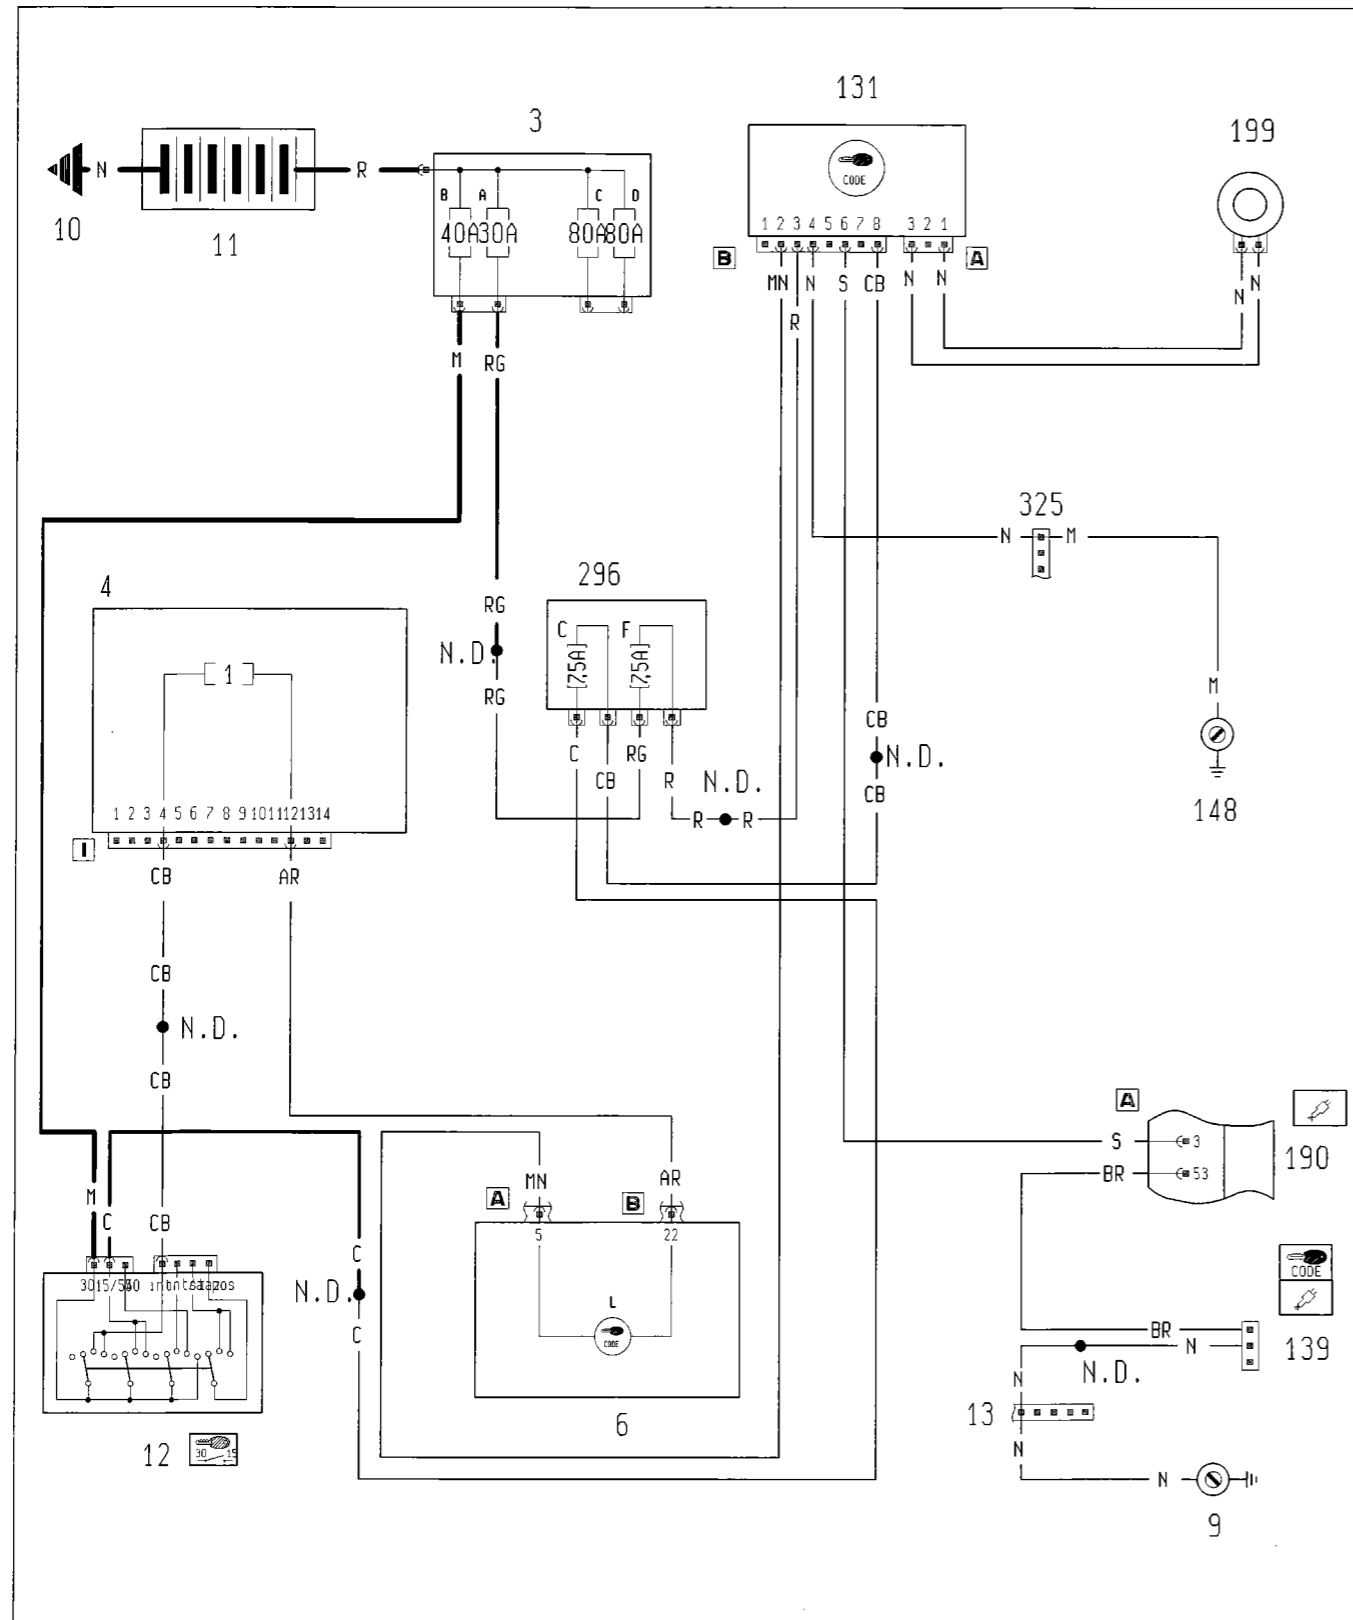 131
3
199
CODE
N
R
10
11
B A C D
40A 30A 80A 80A
1 2 3 4 5 6 7 8
3 2 1
B
A
MN N S CB N N
R
N N
M RG
325
N M
4
296
RG
C F
N.D.
7,5A 7,5A
1
RG
M
CB
N.D.
C CB RG R
N.D.
CB
R R
148
1 2 3 4 5 6 7 8 9 10 11 12 13 14
I
CB AR
CB
N.D.
CB
A
S 3
190
BR 53
MN AR
A B
M C CB
5 22
C
CODE
30 15/54
N.D.
L
CODE
C
BR
139
N
N.D.
N
13
6
12
30 15
N
N
9